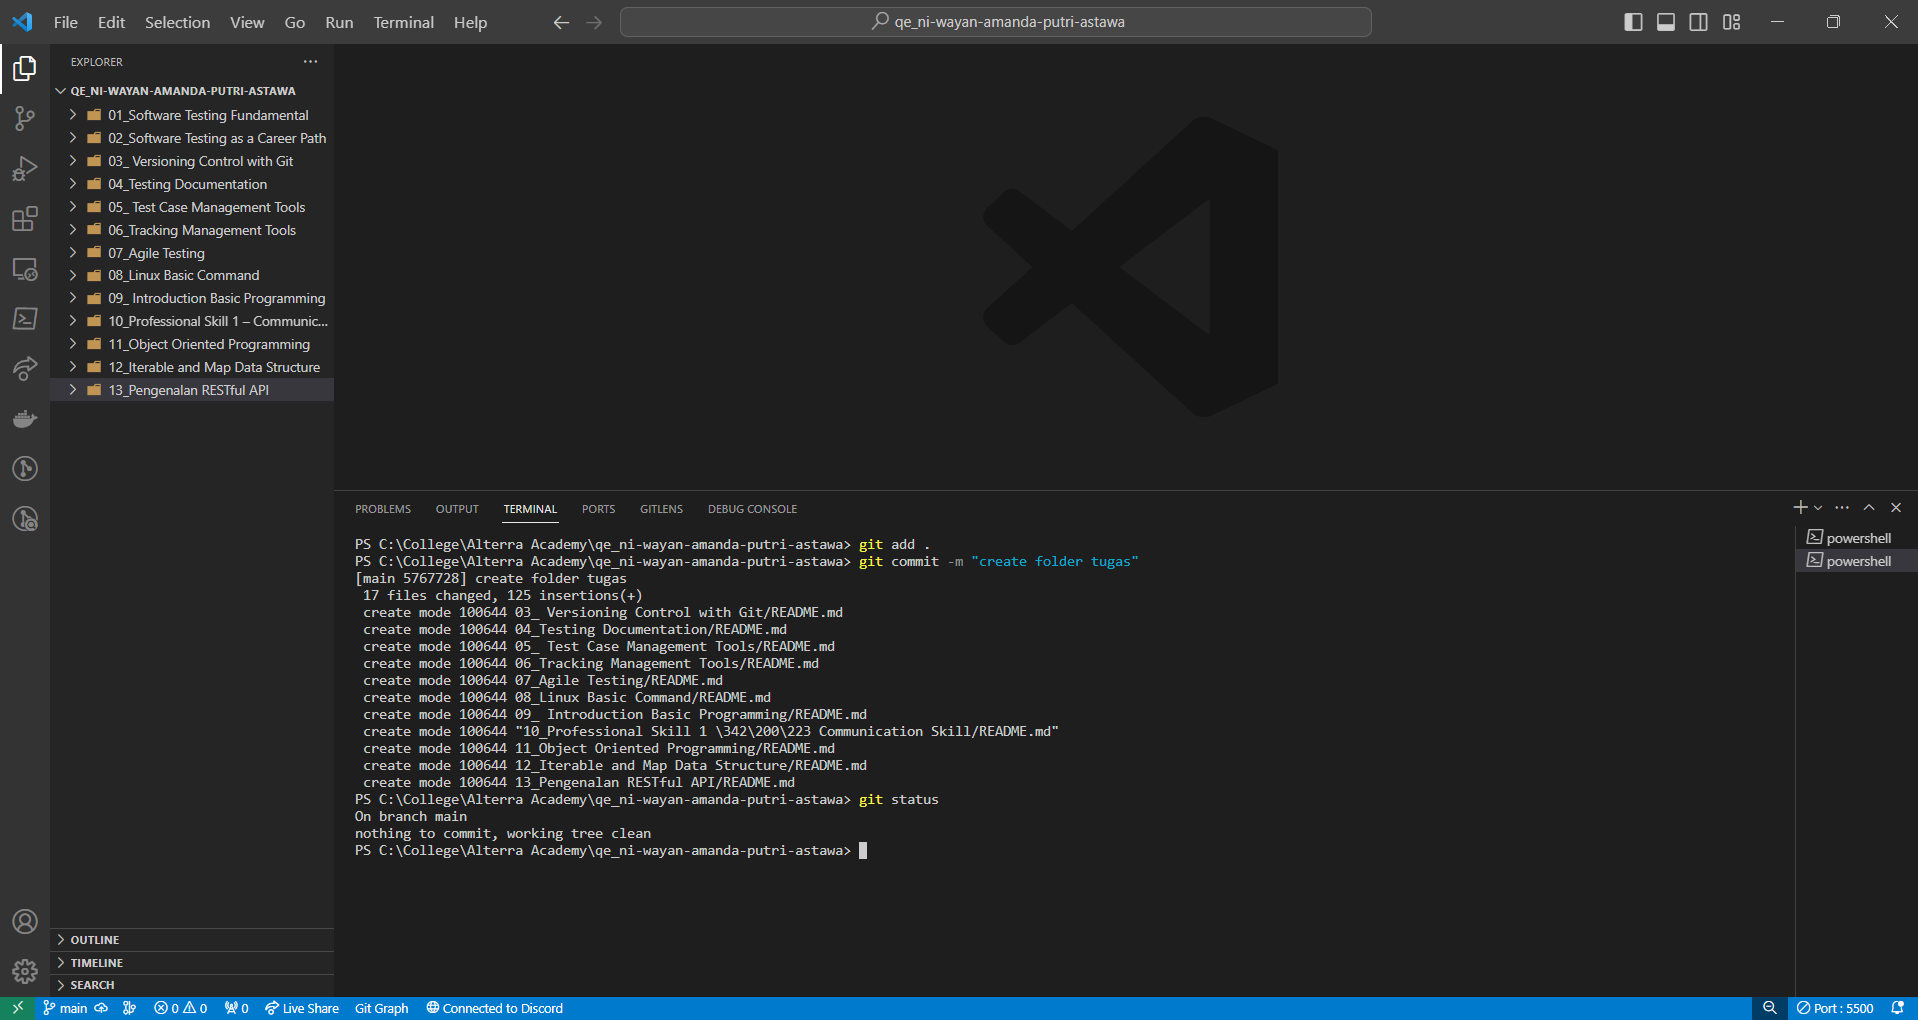 File Edit Selection View Go Run Terminal Help
qe_ni-wayan-amanda-putri-astawa
EXPLORER
QE_NI-WAYAN-AMANDA-PUTRI-ASTAWA
01_Software Testing Fundamental
02_Software Testing as a Career Path
03_ Versioning Control with Git
04_Testing Documentation
05_ Test Case Management Tools
06_Tracking Management Tools
07_Agile Testing
08_Linux Basic Command
09_ Introduction Basic Programming
10_Professional Skill 1 – Communic...
11_Object Oriented Programming
12_Iterable and Map Data Structure
13_Pengenalan RESTful API
OUTLINE
TIMELINE
SEARCH
PROBLEMS OUTPUT TERMINAL PORTS GITLENS DEBUG CONSOLE
PS C:\College\Alterra Academy\qe_ni-wayan-amanda-putri-astawa> git add .
PS C:\College\Alterra Academy\qe_ni-wayan-amanda-putri-astawa> git commit -m "create folder tugas"
[main 5767728] create folder tugas
17 files changed, 125 insertions(+)
create mode 100644 03_ Versioning Control with Git/README.md
create mode 100644 04_Testing Documentation/README.md
create mode 100644 05_ Test Case Management Tools/README.md
create mode 100644 06_Tracking Management Tools/README.md
create mode 100644 07_Agile Testing/README.md
create mode 100644 08_Linux Basic Command/README.md
create mode 100644 09_ Introduction Basic Programming/README.md
create mode 100644 "10_Professional Skill 1 \342\200\223 Communication Skill/README.md"
create mode 100644 11_Object Oriented Programming/README.md
create mode 100644 12_Iterable and Map Data Structure/README.md
create mode 100644 13_Pengenalan RESTful API/README.md
PS C:\College\Alterra Academy\qe_ni-wayan-amanda-putri-astawa> git status
On branch main
nothing to commit, working tree clean
PS C:\College\Alterra Academy\qe_ni-wayan-amanda-putri-astawa>
powershell
powershell
main 0 0 0 Live Share Git Graph Connected to Discord Port : 5500